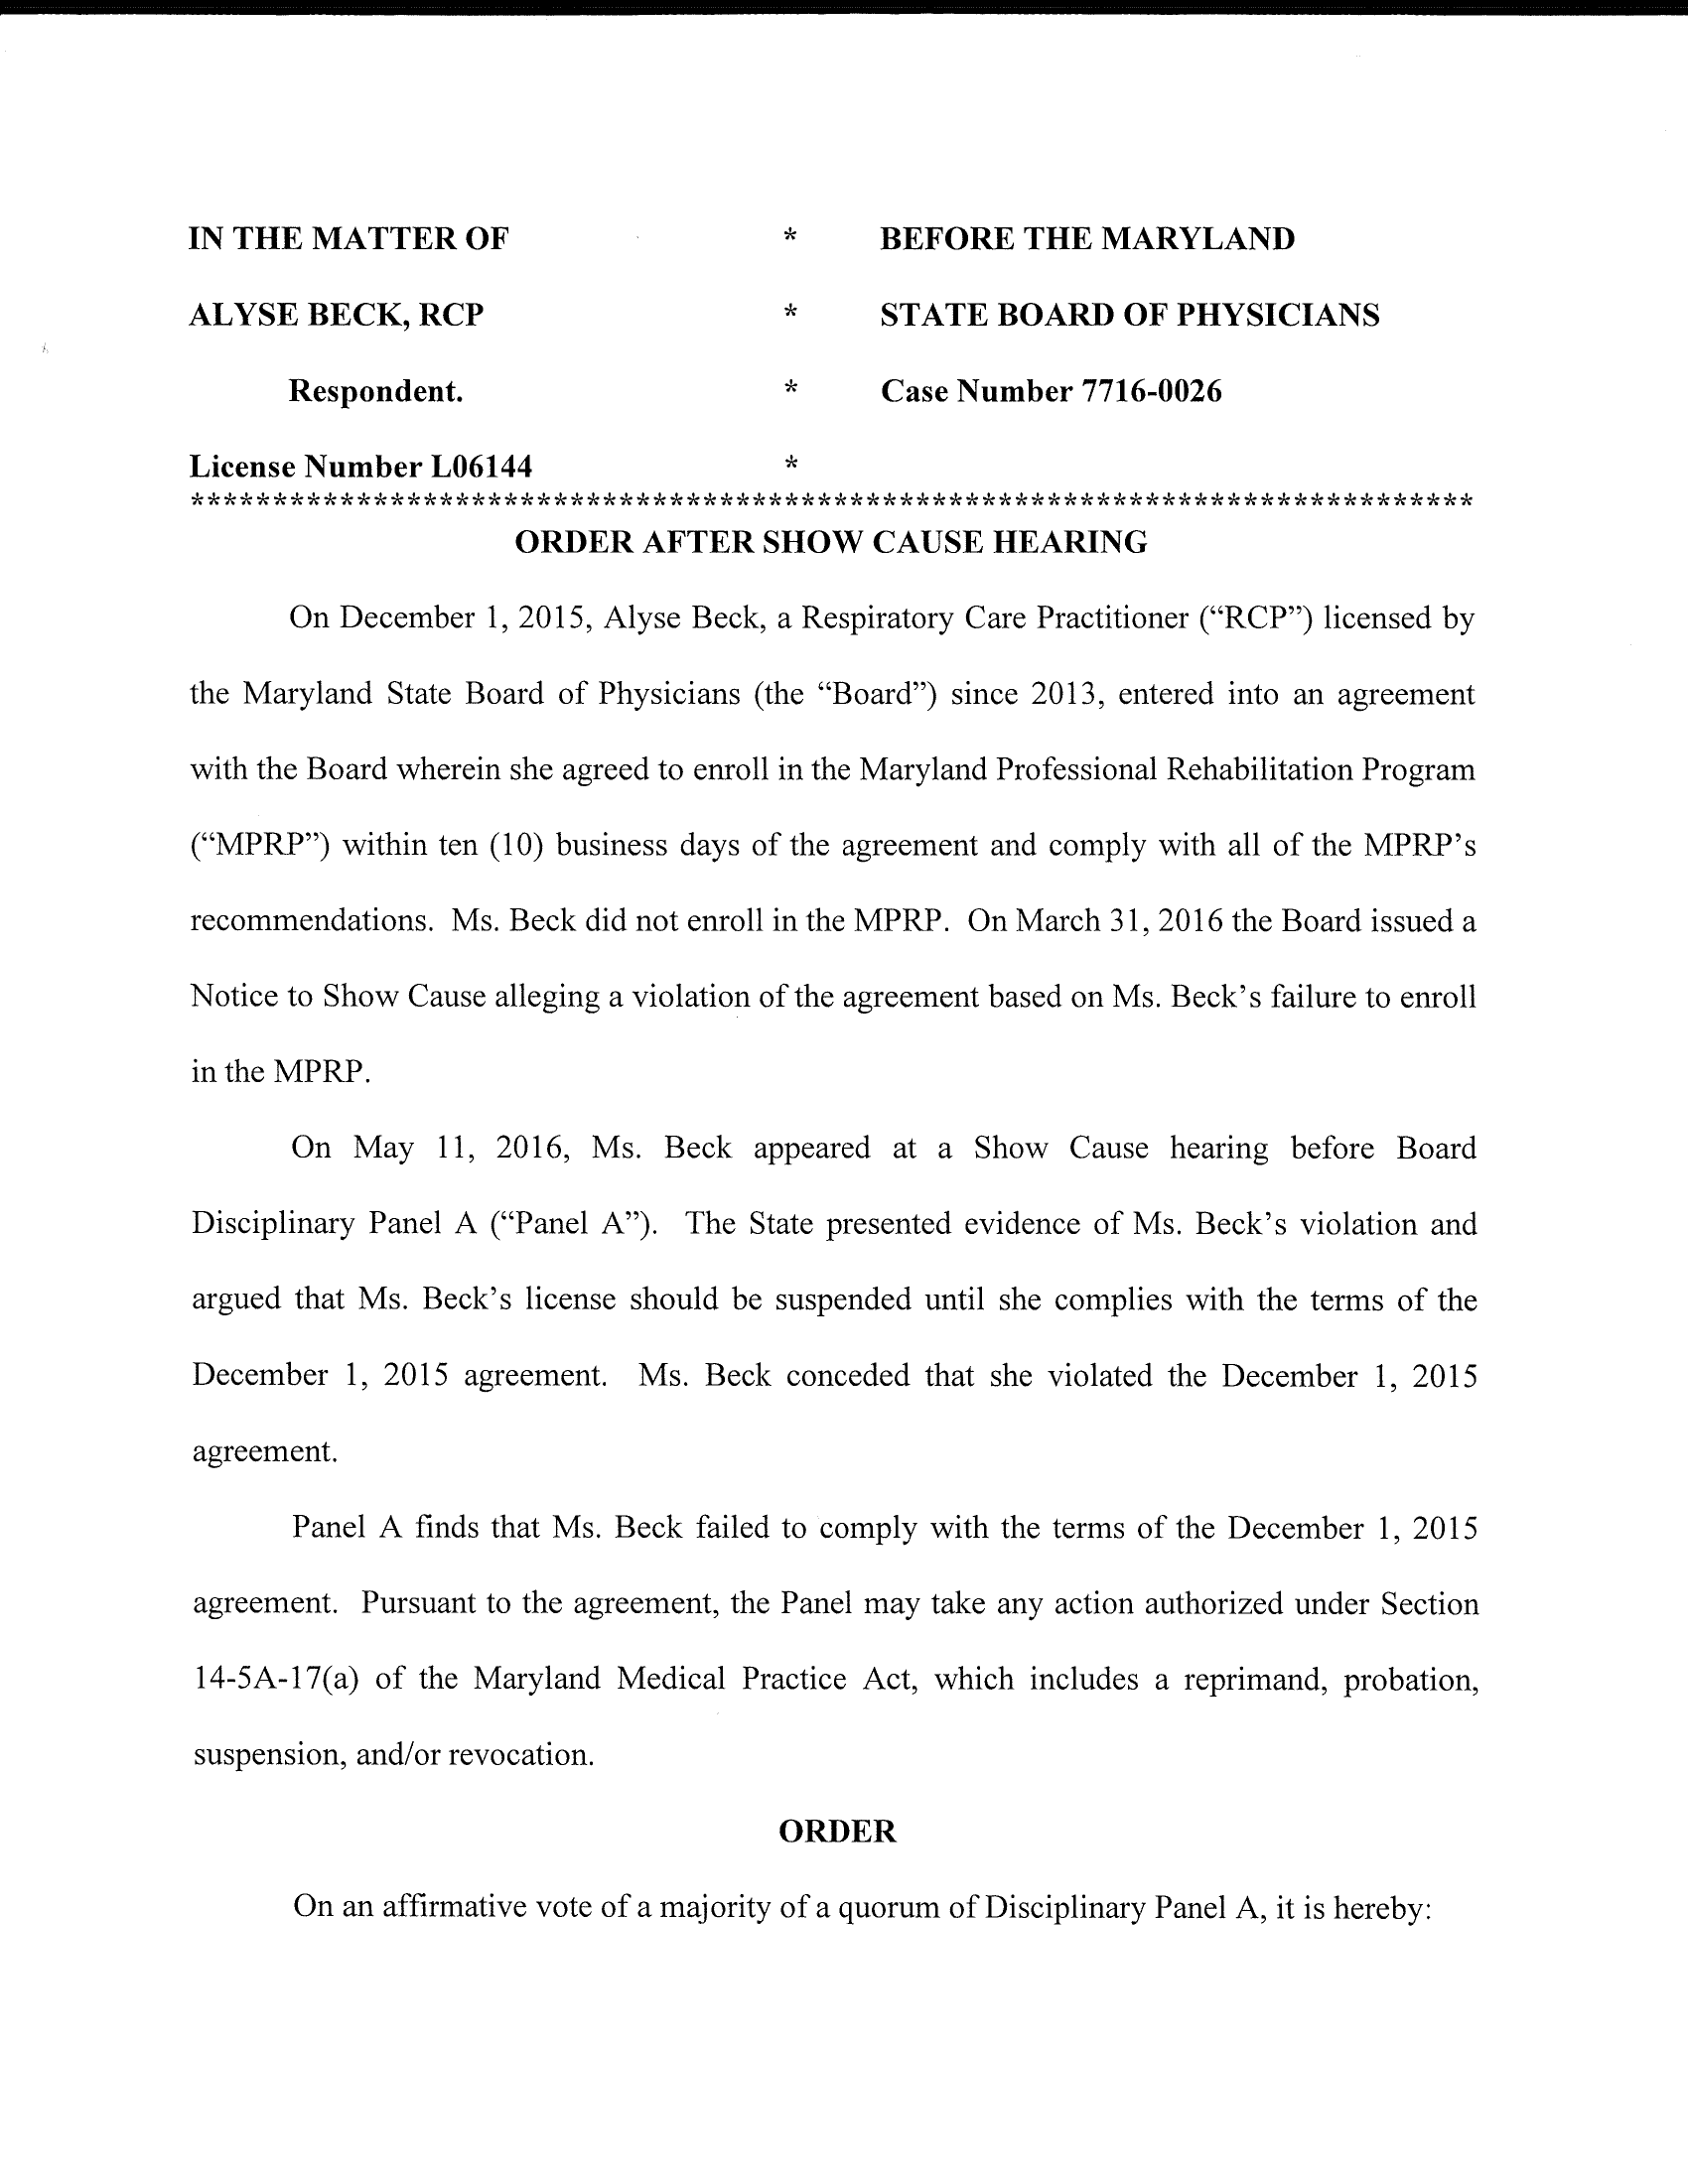 IN THE MATTER OF * BEFORE THE MARYLAND
ALYSE BECK, RCP * STATE BOARD OF PHYSICIANS
Respondent. * Case Number 7716-0026
License Number L06144 *
******************************************************************************
ORDER AFTER SHOW CAUSE HEARING
On December 1, 2015, Alyse Beck, a Respiratory Care Practitioner (“RCP”) licensed by
the Maryland State Board of Physicians (the “Board”) since 2013, entered into an agreement
with the Board wherein she agreed to enroll in the Maryland Professional Rehabilitation Program
(“MPRP”) within ten (10) business days of the agreement and comply with all of the MPRP’s
recommendations. Ms. Beck did not enroll in the MPRP. On March 31, 2016 the Board issued a
Notice to Show Cause alleging a violation of the agreement based on Ms. Beck’s failure to enroll
in the MPRP.
On May 11, 2016, Ms. Beck appeared at a Show Cause hearing before Board
Disciplinary Panel A (“Panel A”). The State presented evidence of Ms. Beck’s violation and
argued that Ms. Beck’s license should be suspended until she complies with the terms of the
December 1, 2015 agreement. Ms. Beck conceded that she violated the December 1, 2015
agreement.
Panel A finds that Ms. Beck failed to comply with the terms of the December 1, 2015
agreement. Pursuant to the agreement, the Panel may take any action authorized under Section
14-5A-17(a) of the Maryland Medical Practice Act, which includes a reprimand, probation,
suspension, and/or revocation.
ORDER
On an affirmative vote of a majority of a quorum of Disciplinary Panel A, it is hereby: